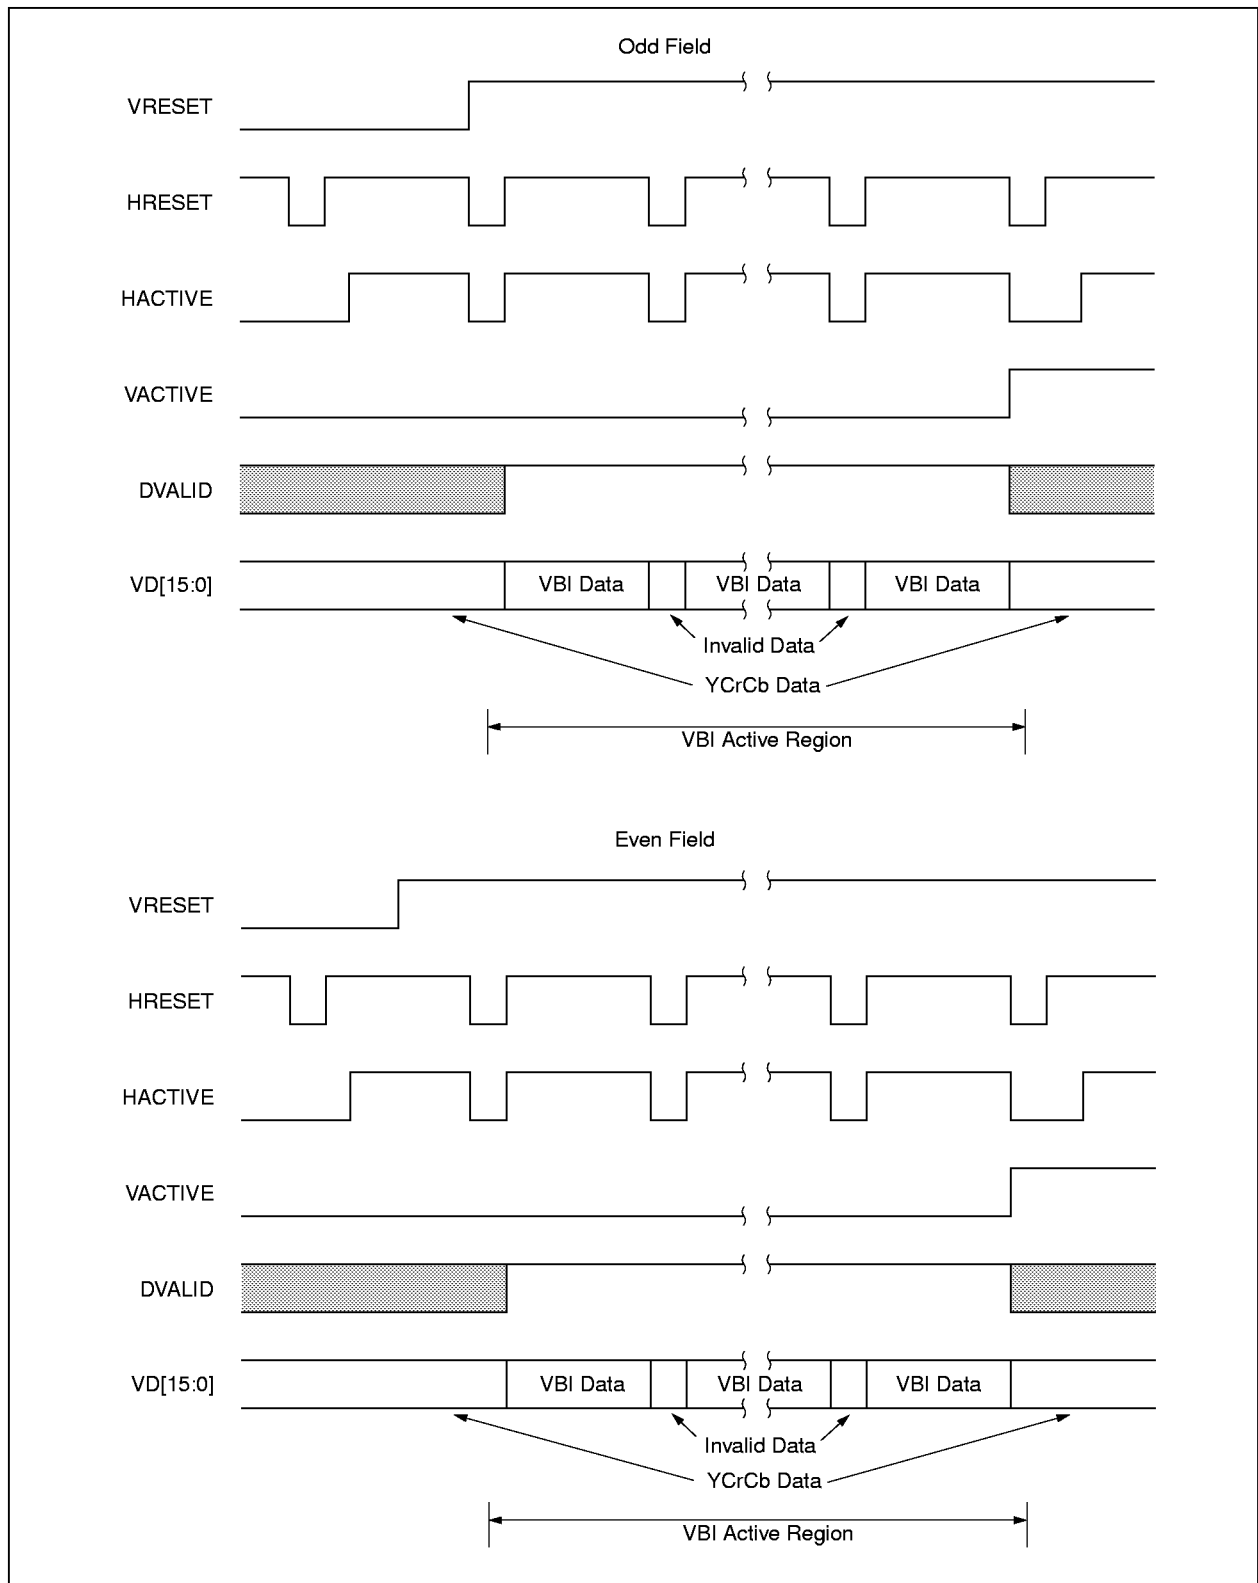 Odd Field
VRESET
HRESET
HACTIVE
VACTIVE
DVALID
VD[15:0]
VBI Data VBI Data VBI Data
Invalid Data
YCrCb Data
VBI Active Region
Even Field
VRESET
HRESET
HACTIVE
VACTIVE
DVALID
VD[15:0]
VBI Data VBI Data VBI Data
Invalid Data
YCrCb Data
VBI Active Region